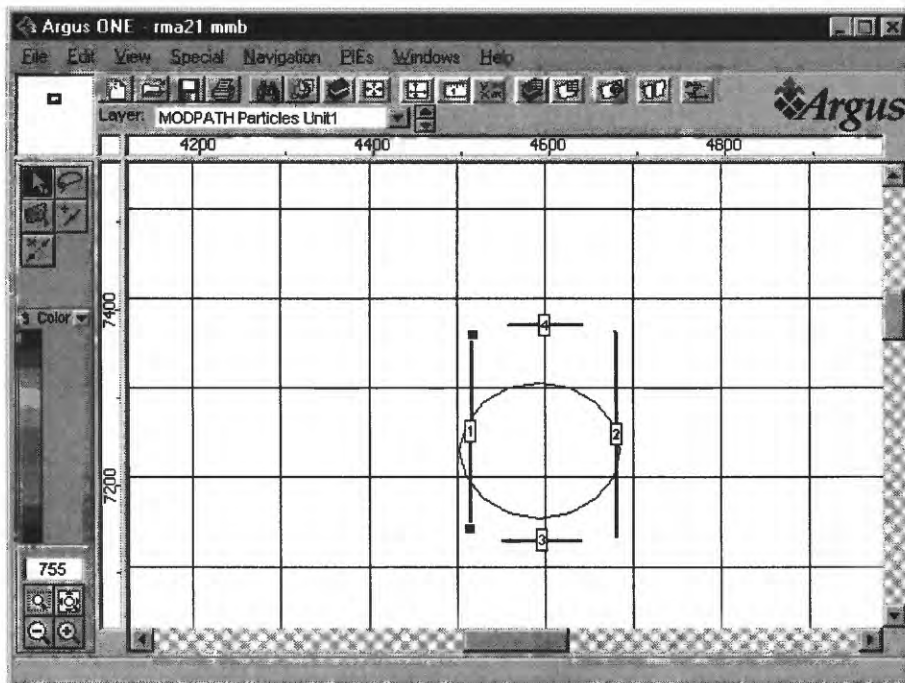 Argus ONE - rma21.mmb
File Edit View Special Navigation PIEs Windows Help
Argus
Layer: MODPATH Particles Unit1
4200 4400 4600 4800
7400
7200
Color
4
1
2
3
755